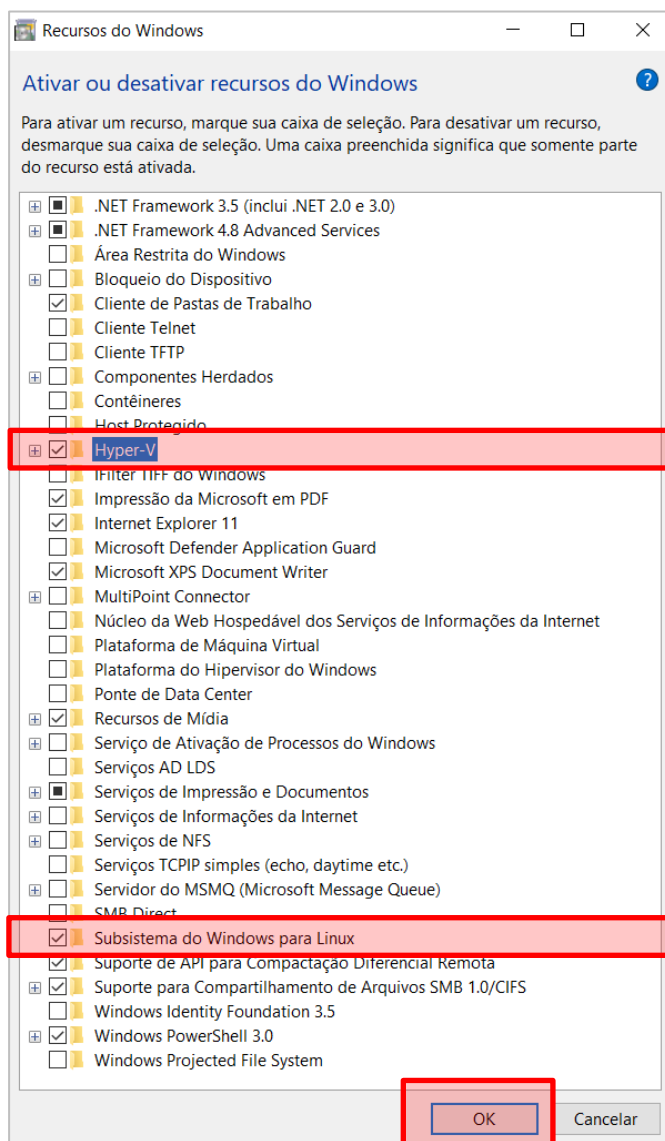 Recursos do Windows
Ativar ou desativar recursos do Windows
?
Para ativar um recurso, marque sua caixa de seleção. Para desativar um recurso,
desmarque sua caixa de seleção. Uma caixa preenchida significa que somente parte
do recurso está ativada.
.NET Framework 3.5 (inclui .NET 2.0 e 3.0)
.NET Framework 4.8 Advanced Services
Área Restrita do Windows
Bloqueio do Dispositivo
Cliente de Pastas de Trabalho
Cliente Telnet
Cliente TFTP
Componentes Herdados
Contêineres
Host Protegido
Hyper-V
IFilter TIFF do Windows
Impressão da Microsoft em PDF
Internet Explorer 11
Microsoft Defender Application Guard
Microsoft XPS Document Writer
MultiPoint Connector
Núcleo da Web Hospedável dos Serviços de Informações da Internet
Plataforma de Máquina Virtual
Plataforma do Hipervisor do Windows
Ponte de Data Center
Recursos de Mídia
Serviço de Ativação de Processos do Windows
Serviços AD LDS
Serviços de Impressão e Documentos
Serviços de Informações da Internet
Serviços de NFS
Serviços TCPIP simples (echo, daytime etc.)
Servidor do MSMQ (Microsoft Message Queue)
SMB Direct
Subsistema do Windows para Linux
Suporte de API para Compactação Diferencial Remota
Suporte para Compartilhamento de Arquivos SMB 1.0/CIFS
Windows Identity Foundation 3.5
Windows PowerShell 3.0
Windows Projected File System
OK
Cancelar